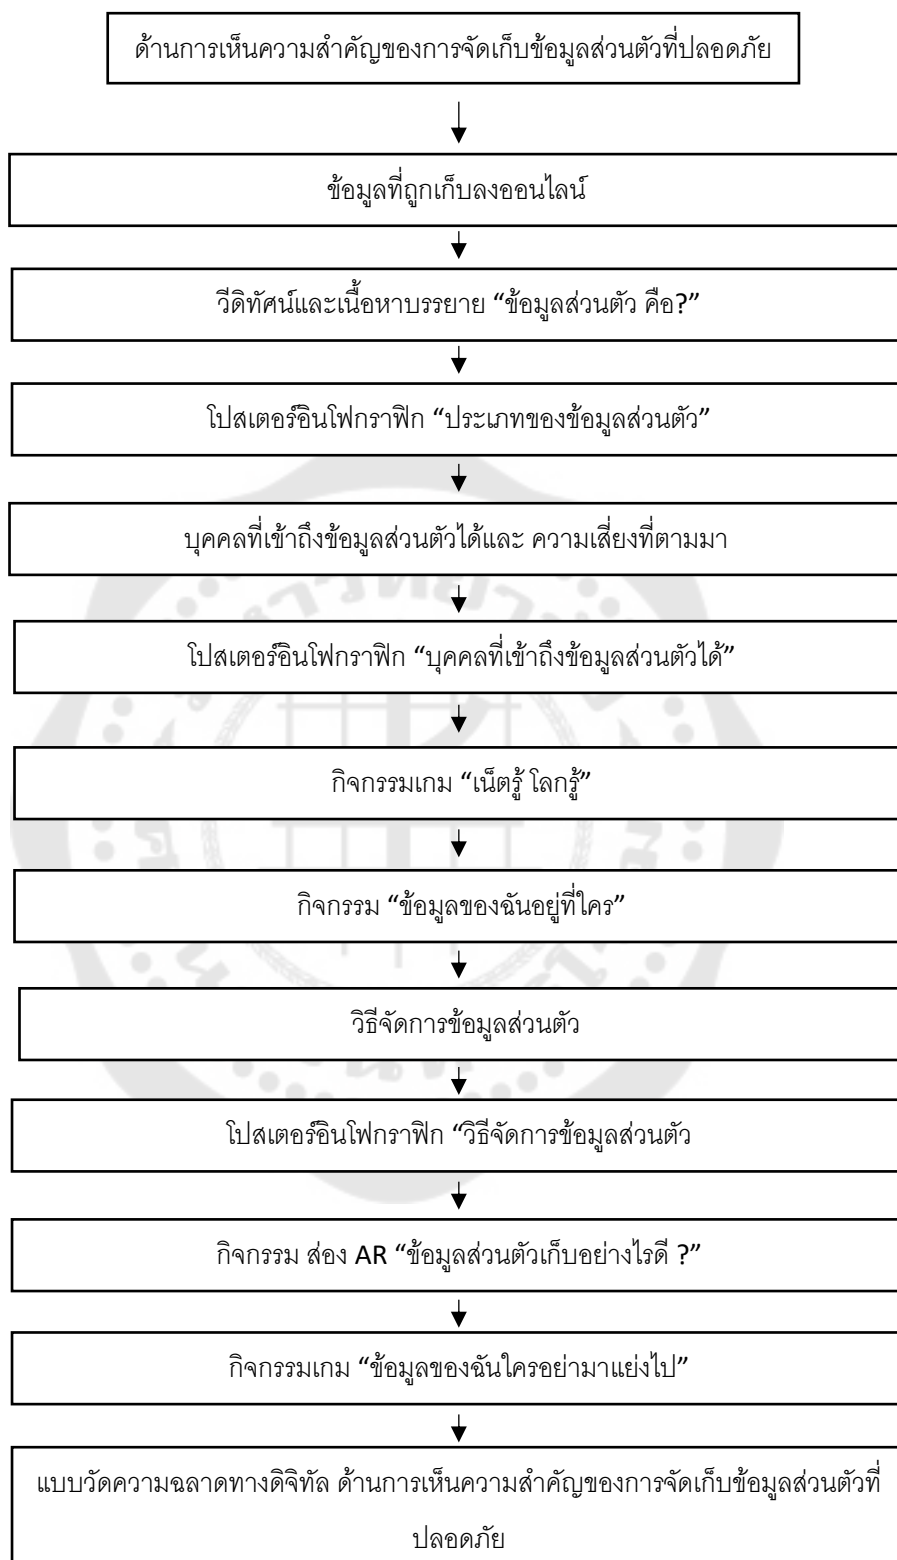 ด้านการเห็นความสำคัญของการจัดเก็บข้อมูลส่วนตัวที่ปลอดภัย
ข้อมูลที่ถูกเก็บลงออนไลน์
วีดิทัศน์และเนื้อหาบรรยาย “ข้อมูลส่วนตัว คือ?”
โปสเตอร์อินโฟกราฟิก “ประเภทของข้อมูลส่วนตัว”
บุคคลที่เข้าถึงข้อมูลส่วนตัวได้และ ความเสี่ยงที่ตามมา
โปสเตอร์อินโฟกราฟิก “บุคคลที่เข้าถึงข้อมูลส่วนตัวได้”
กิจกรรมเกม “เน็ตรู้ โลกรู้”
กิจกรรม “ข้อมูลของฉันอยู่ที่ใคร”
วิธีจัดการข้อมูลส่วนตัว
โปสเตอร์อินโฟกราฟิก “วิธีจัดการข้อมูลส่วนตัว
กิจกรรม ส่อง AR “ข้อมูลส่วนตัวเก็บอย่างไรดี ?”
กิจกรรมเกม “ข้อมูลของฉันใครอย่ามาแย่งไป”
แบบวัดความฉลาดทางดิจิทัล ด้านการเห็นความสำคัญของการจัดเก็บข้อมูลส่วนตัวที่
ปลอดภัย